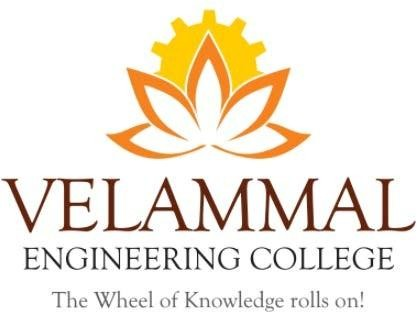 VELAMMAL
ENGINEERING COLLEGE
The Wheel of Knowledge rolls on!